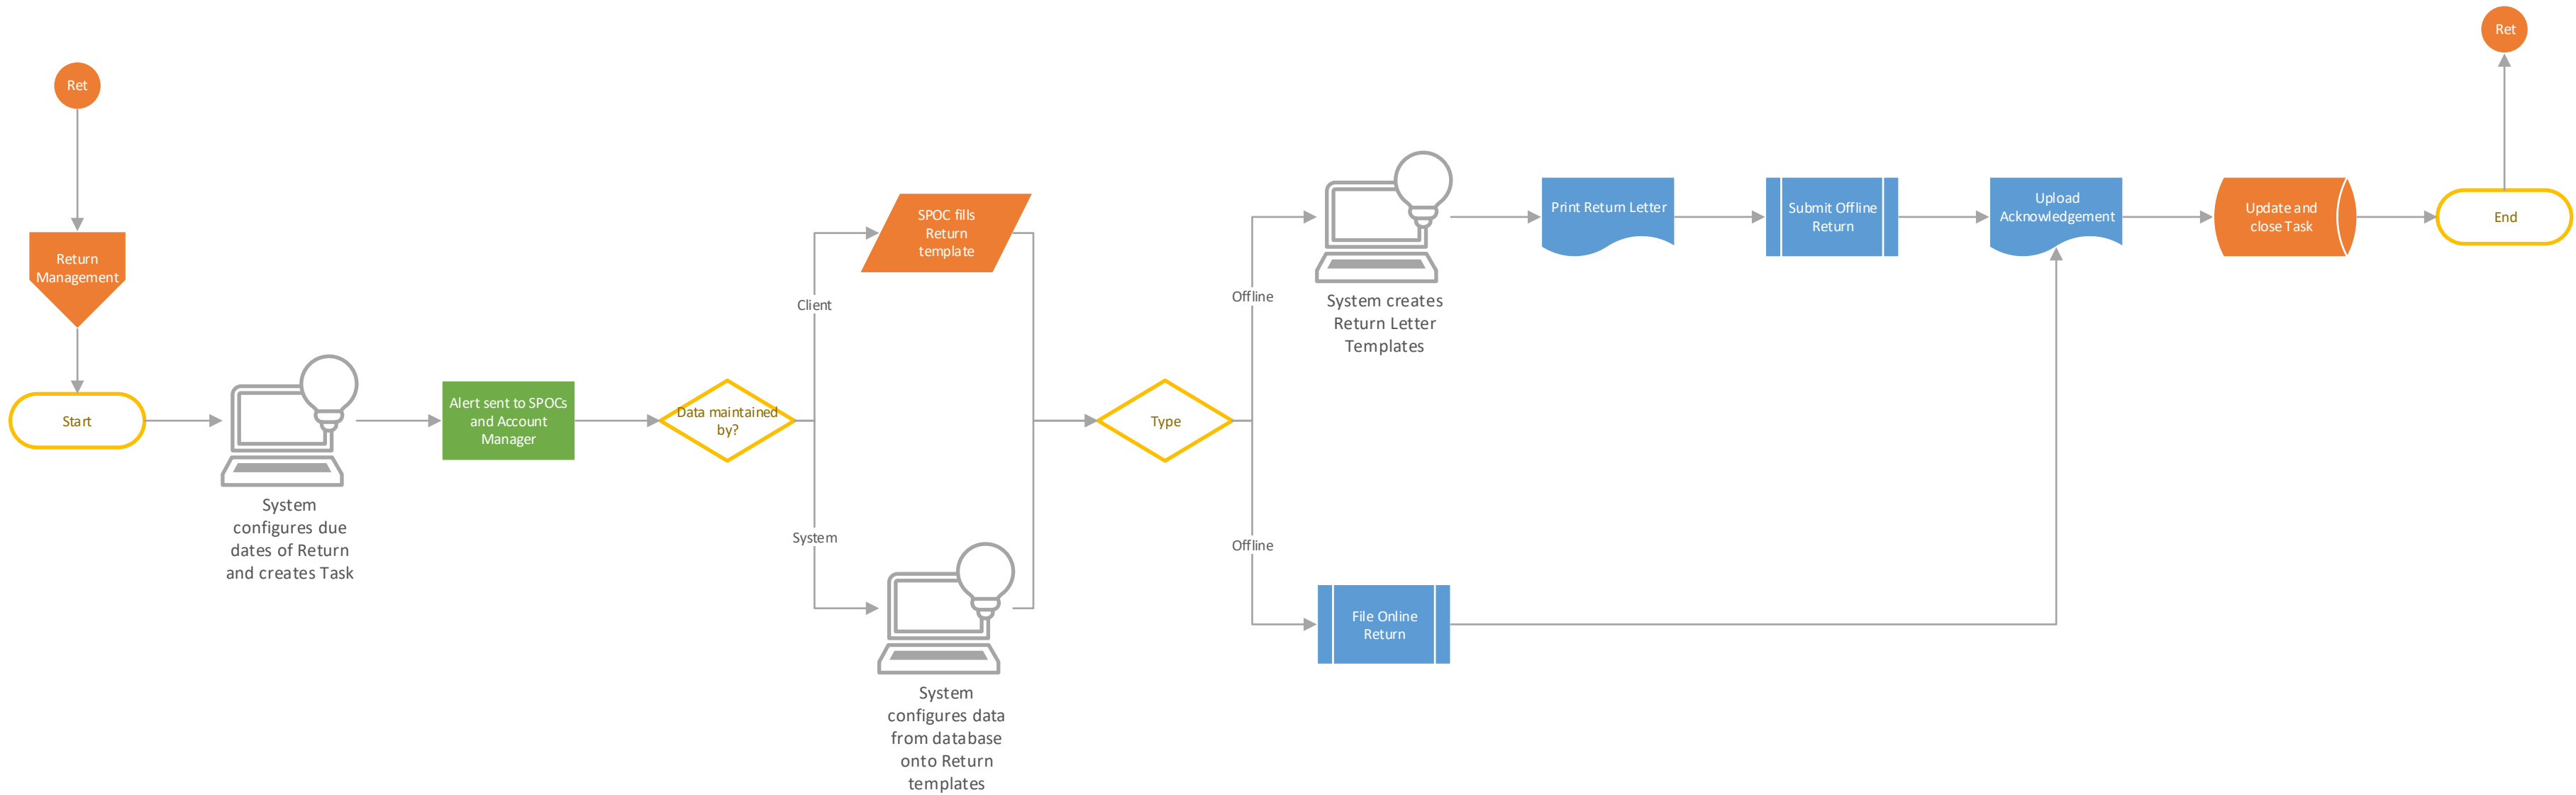 Ret
Return
Management
Start
System
configures due
dates of Return
and creates Task
Alert sent to SPOCs
and Account
Manager
Data maintained
by?
Client
System
SPOC fills
Return
template
System
configures data
from database
onto Return
templates
Type
Offline
Offline
System creates
Return Letter
Templates
File Online
Return
Print Return Letter
Submit Offline
Return
Upload
Acknowledgement
Update and
close Task
End
Ret